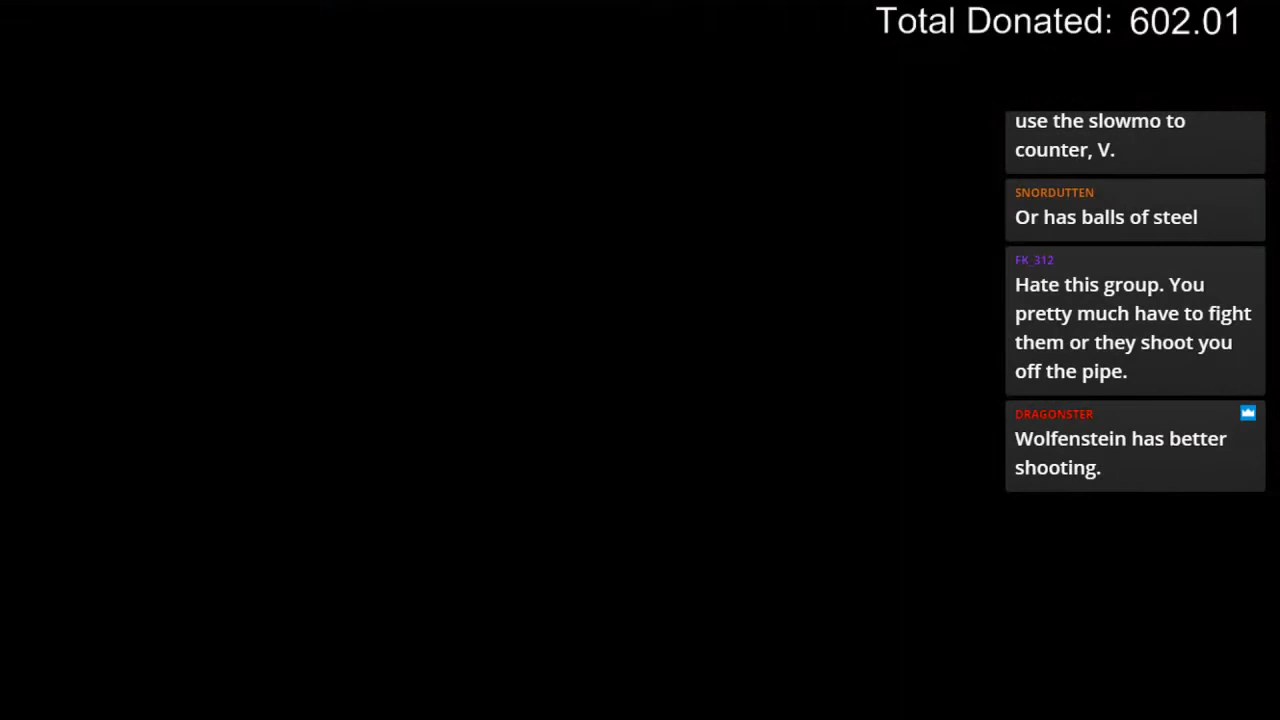 Total Donated: 602.01
use the slowmo to
counter, V.
SNORDUTTEN
Or has balls of steel
FK_312
Hate this group. You
pretty much have to fight
them or they shoot you
off the pipe.
DRAGONSTER
Wolfenstein has better
shooting.